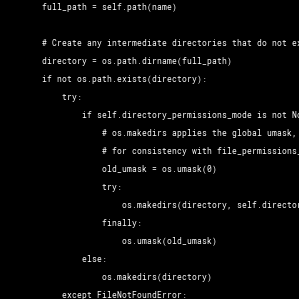 full_path = self.path(name)
# Create any intermediate directories that do not
directory = os.path.dirname(full_path)
if not os.path.exists(directory):
try:
if self.directory_permissions_mode is not
# os.makedirs applies the global umask,
# for consistency with file_permissions_
old_umask = os.umask(0)
try:
os.makedirs(directory, self.director
finally:
os.umask(old_umask)
else:
os.makedirs(directory)
except FileNotFoundError: